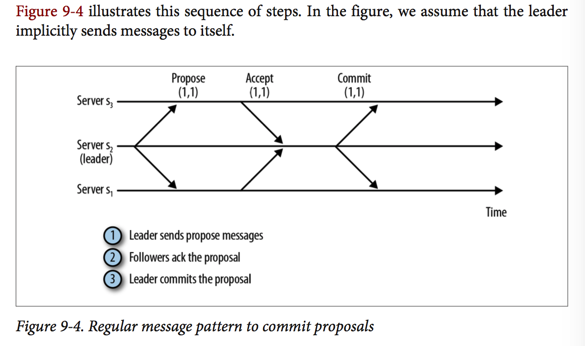 Figure 9-4 illustrates this sequence of steps. In the figure, we assume that the leader
implicitly sends messages to itself.
Propose Accept Commit
(1,1) (1,1) (1,1)
Server s3
Server s2
(leader)
Server s1
Time
1 Leader sends propose messages
2 Followers ack the proposal
3 Leader commits the proposal
Figure 9-4. Regular message pattern to commit proposals